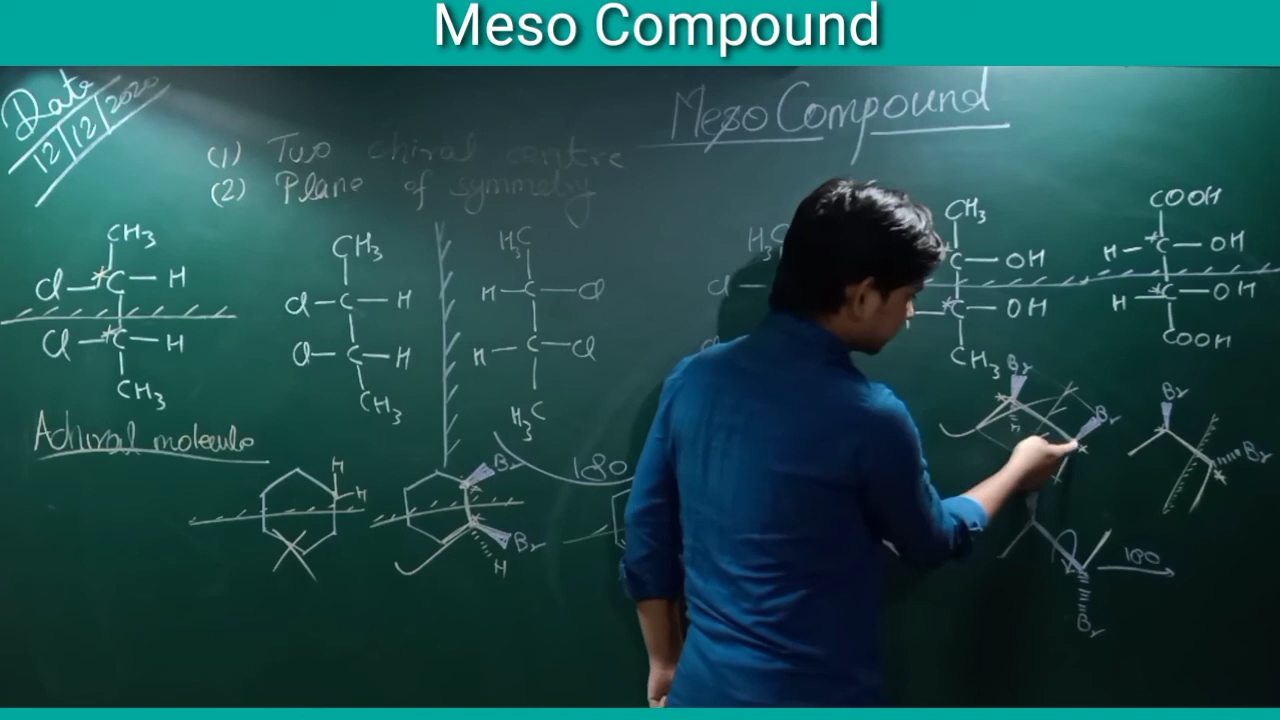 Meso Compound
Date
12/12/2020
Meso Compound
(1) Two chiral centre
(2) Plane of symmetry
CH3
Cl - *C - H
Cl - *C - H
CH3
Achiral molecule
CH3
Cl - C - H
Cl - C - H
CH3
H3C
H - C - Cl
H - C - Cl
H3C
180
H3C
Cl
CH3
*C - OH
*C - OH
CH3
COOH
H - *C - OH
H - *C - OH
COOH
H
H
Br
Br
H
Br
H
Br
Br
Br
180
Br